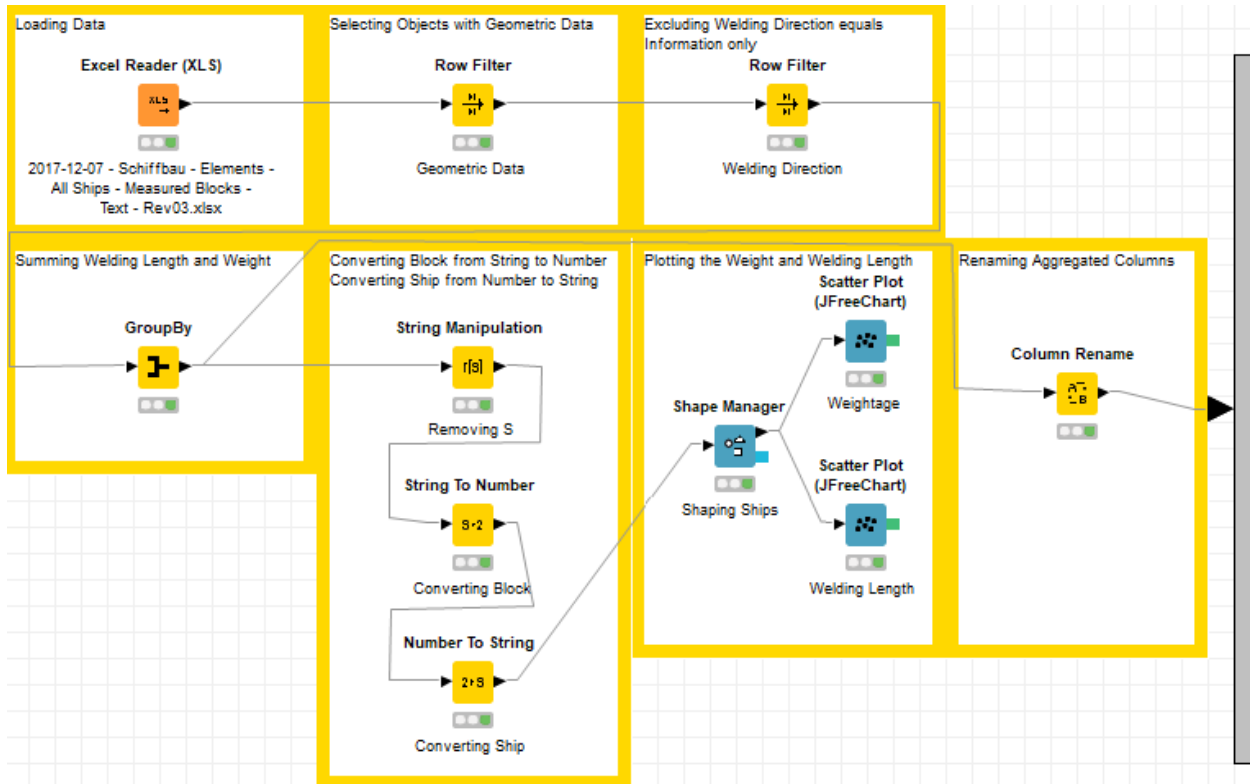 Loading Data
Selecting Objects with Geometric Data
Excluding Welding Direction equals
Information only
Excel Reader (XLS)
Row Filter
Row Filter
XLS
2017-12-07 - Schiffbau - Elements -
All Ships - Measured Blocks -
Text - Rev03.xlsx
Geometric Data
Welding Direction
Summing Welding Length and Weight
Converting Block from String to Number
Converting Ship from Number to String
Plotting the Weight and Welding Length
Renaming Aggregated Columns
GroupBy
String Manipulation
Removing S
String To Number
Converting Block
Number To String
Converting Ship
Scatter Plot
(JFreeChart)
Weightage
Shape Manager
Shaping Ships
Scatter Plot
(JFreeChart)
Welding Length
Column Rename